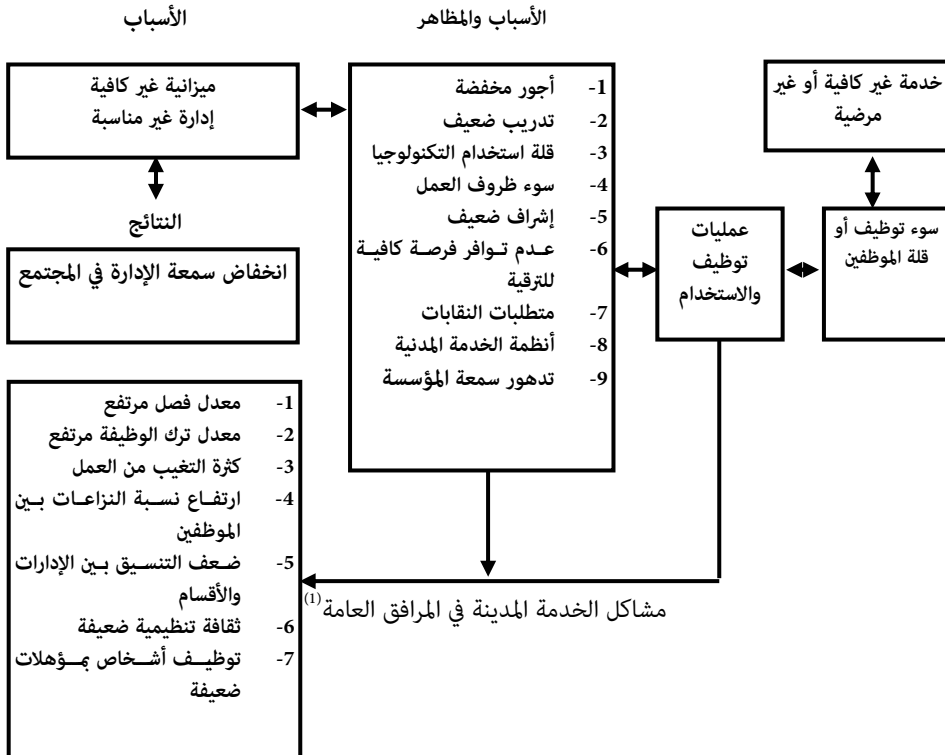 الأسباب والمظاهر
الأسباب
خدمة غير كافية أو غير
مرضية
سوء توظيف أو
قلة الموظفين
عمليات
توظيف
والاستخدام
1- أجور مخفضة
2- تدريب ضعيف
3- قلة استخدام التكنولوجيا
4- سوء ظروف العمل
5- إشراف ضعيف
6- عدم توافر فرصة كافية
للترقية
7- متطلبات النقابات
8- أنظمة الخدمة المدنية
9- تدهور سمعة المؤسسة
ميزانية غير كافية
إدارة غير مناسبة
النتائج
انخفاض سمعة الإدارة في المجتمع
1- معدل فصل مرتفع
2- معدل ترك الوظيفة مرتفع
3- كثرة التغيب من العمل
4- ارتفاع نسبة النزاعات بين
الموظفين
5- ضعف التنسيق بين الإدارات
والأقسام
6- ثقافة تنظيمية ضعيفة
7- توظيف أشخاص بمؤهلات
ضعيفة
مشاكل الخدمة المدينة في المرافق العامة(1)